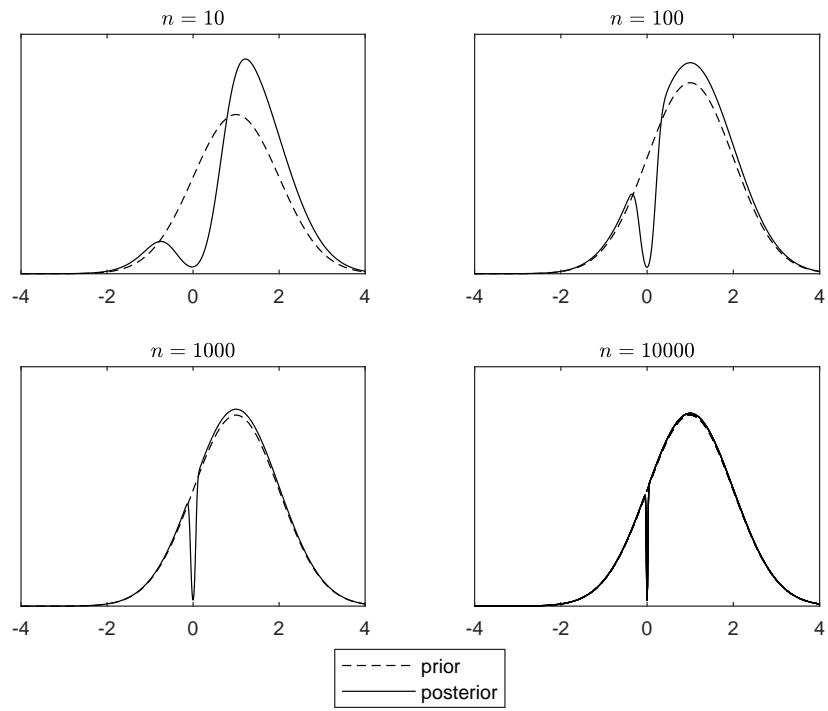 n = 10
n = 100
-4 -2 0 2 4
-4 -2 0 2 4
n = 1000
n = 10000
-4 -2 0 2 4
-4 -2 0 2 4
prior
posterior